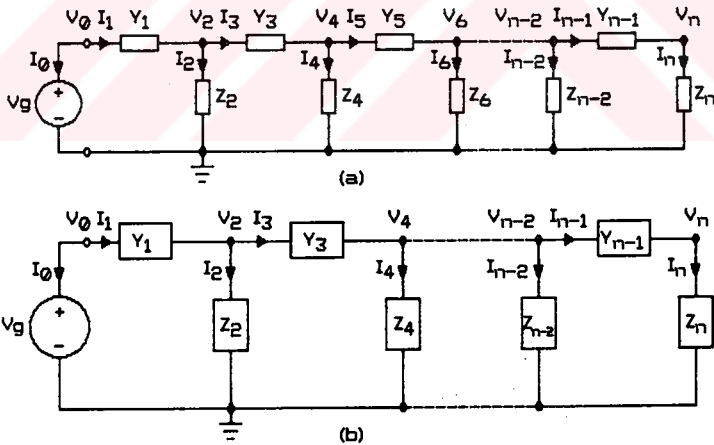 V0 I1 Y1 V2 I3 Y3 V4 I5 Y5 V6 Vn-2 In-1 Yn-1 Vn
I0 I2 I4 I6 In-2 In
Vg + - Z2 Z4 Z6 Zn-2 Zn
(a)
V0 I1 Y1 V2 I3 Y3 V4 Vn-2 In-1 Yn-1 Vn
I0 I2 I4 In-2 In
Vg + - Z2 Z4 Zn-2 Zn
(b)